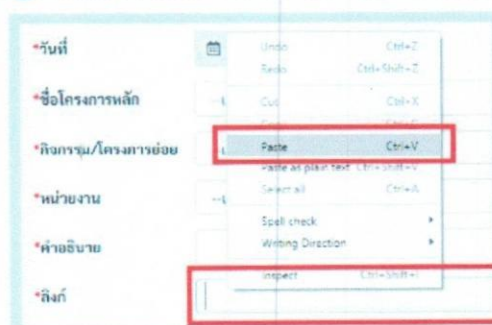 *วันที่
Undo Ctrl+Z
Redo Ctrl+Shift+Z
*ชื่อโครงการหลัก
Cut Ctrl+X
*กิจกรรม/โครงการย่อย
Paste Ctrl+V
Paste as plain text Ctrl+Shift+V
*หน่วยงาน
Select all Ctrl+A
Spell check
*คำอธิบาย
Writing Direction
Inspect Ctrl+Shift+I
*ลิงก์